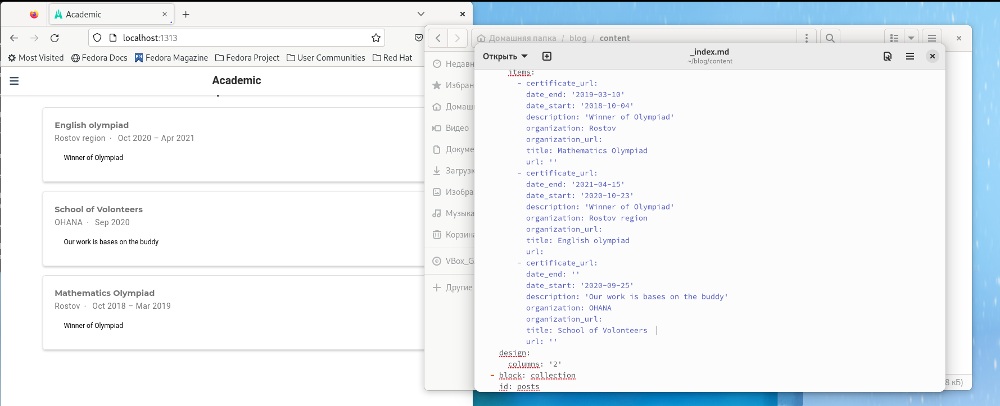 Academic
localhost:1313
Most Visited
Fedora Docs
Fedora Magazine
Fedora Project
User Communities
Red Hat
Academic
English olympiad
Rostov region · Oct 2020 – Apr 2021
Winner of Olympiad
School of Volonteers
OHANA · Sep 2020
Our work is bases on the buddy
Mathematics Olympiad
Rostov · Oct 2018 – Mar 2019
Winner of Olympiad
Домашняя папка / blog / content
Недавн
Избран
Домаш
Видео
Докуме
Загрузк
Изобра
Музыка
Корзина
VBox_G
Другие
8 кБ)
Открыть
_index.md
~/blog/content
items:
- certificate_url:
date_end: '2019-03-10'
date_start: '2018-10-04'
description: 'Winner of Olympiad'
organization: Rostov
organization_url:
title: Mathematics Olympiad
url: ''
- certificate_url:
date_end: '2021-04-15'
date_start: '2020-10-23'
description: 'Winner of Olympiad'
organization: Rostov region
organization_url:
title: English olympiad
url:
- certificate_url:
date_end: ''
date_start: '2020-09-25'
description: 'Our work is bases on the buddy'
organization: OHANA
organization_url:
title: School of Volonteers
url: ''
design:
columns: '2'
- block: collection
id: posts